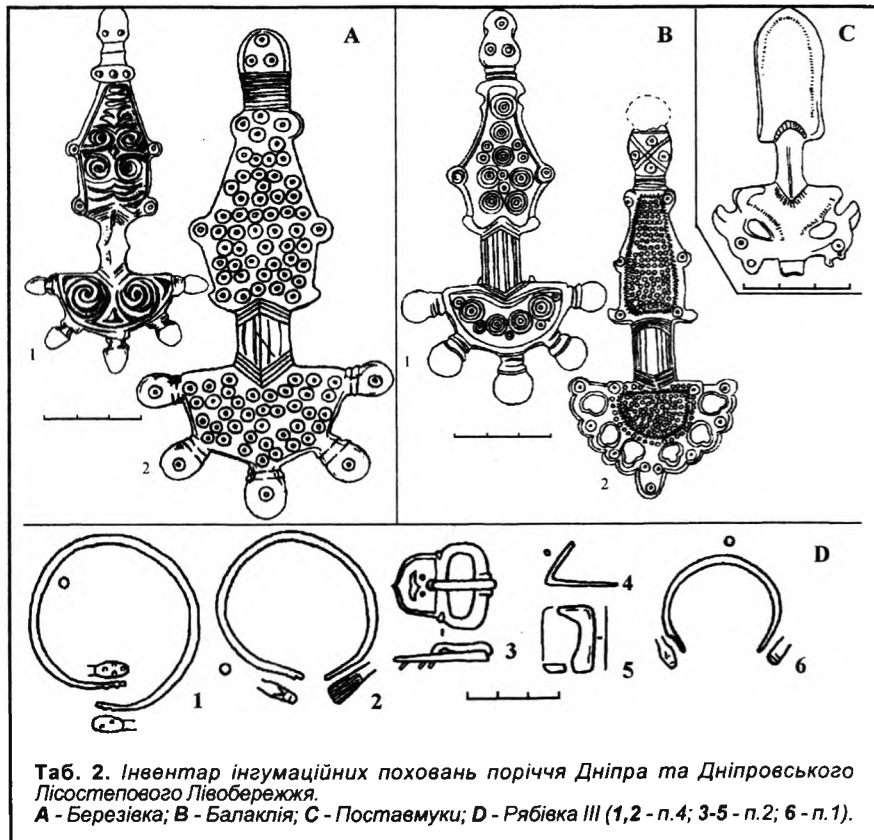 A
B
C
1
2
1
2
D
1
2
3
4
5
6
Таб. 2. Інвентар інгумаційних поховань поріччя Дніпра та Дніпровського
Лісостепового Лівобережжя.
А - Березівка; В - Балаклія; С - Поставмуки; D - Рябівка III (1,2 - п.4; 3-5 - п.2; 6 - п.1).